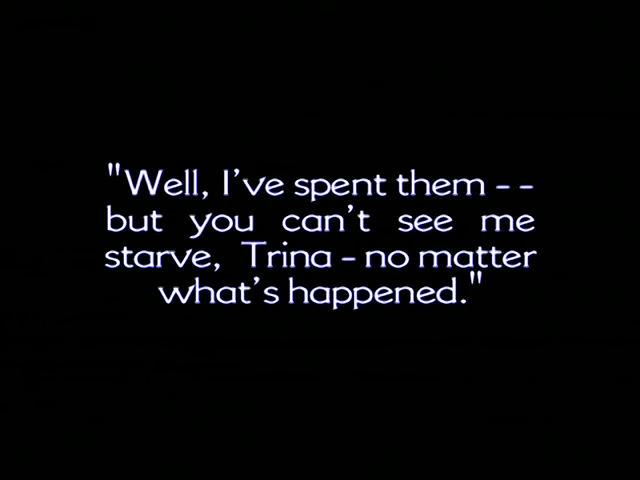 "Well, I've spent them - -
but you can't see me
starve, Trina - no matter
what's happened."